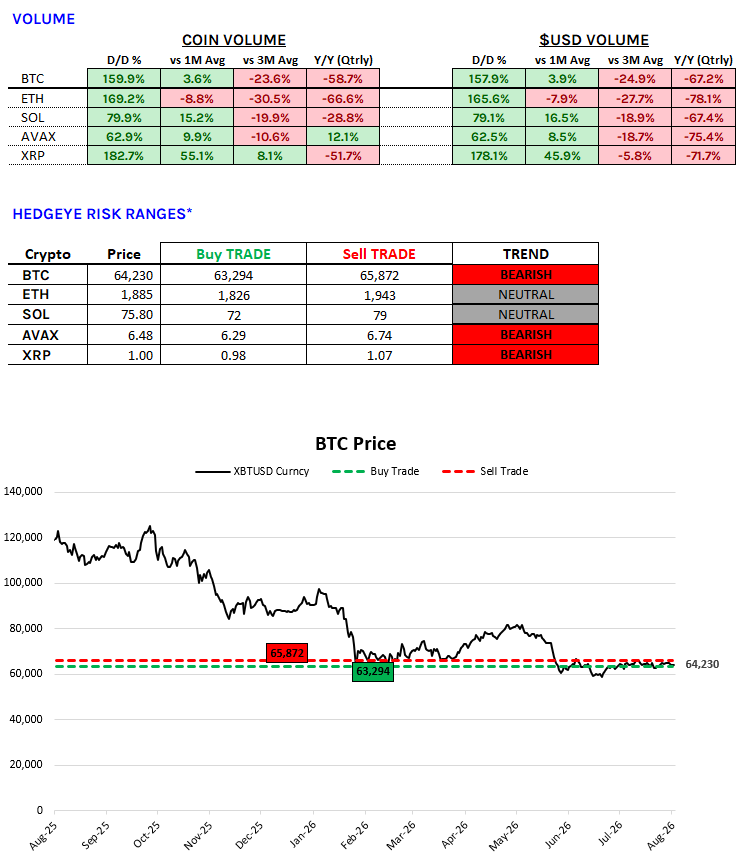 VOLUME
COIN VOLUME $USD VOLUME
D/D % vs 1M Avg vs 3M Avg Y/Y (Qtrly) D/D % vs 1M Avg vs 3M Avg Y/Y (Qtrly)
BTC 159.9% 3.6% -23.6% -58.7% 157.9% 3.9% -24.9% -67.2%
ETH 169.2% -8.8% -30.5% -66.6% 165.6% -7.9% -27.7% -78.1%
SOL 79.9% 15.2% -19.9% -28.8% 79.1% 16.5% -18.9% -67.4%
AVAX 62.9% 9.9% -10.6% 12.1% 62.5% 8.5% -18.7% -75.4%
XRP 182.7% 55.1% 8.1% -51.7% 178.1% 45.9% -5.8% -71.7%
HEDGEYE RISK RANGES*
Crypto Price Buy TRADE Sell TRADE TREND
BTC 64,230 63,294 65,872 BEARISH
ETH 1,885 1,826 1,943 NEUTRAL
SOL 75.80 72 79 NEUTRAL
AVAX 6.48 6.29 6.74 BEARISH
XRP 1.00 0.98 1.07 BEARISH
BTC Price
XBTUSD Curncy Buy Trade Sell Trade
140,000
120,000
100,000
80,000
65,872
64,230
63,294
60,000
40,000
20,000
0
Aug-25 Sep-25 Oct-25 Nov-25 Dec-25 Jan-26 Feb-26 Mar-26 Apr-26 May-26 Jun-26 Jul-26 Aug-26